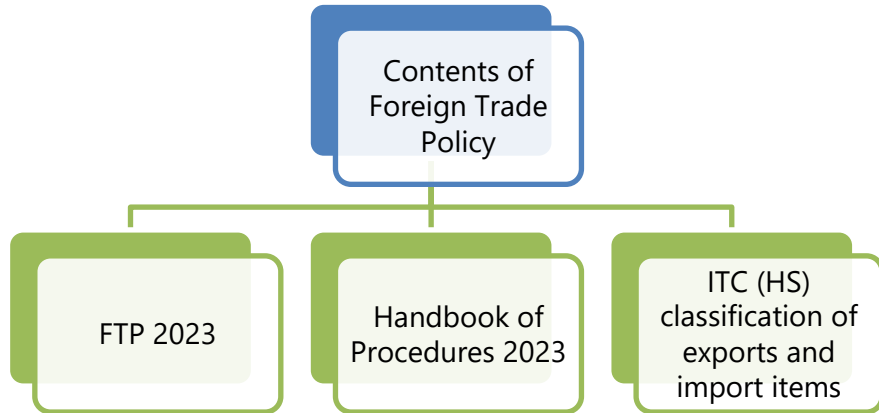 Contents of
Foreign Trade
Policy
FTP 2023
Handbook of
Procedures 2023
ITC (HS)
classification of
exports and
import items